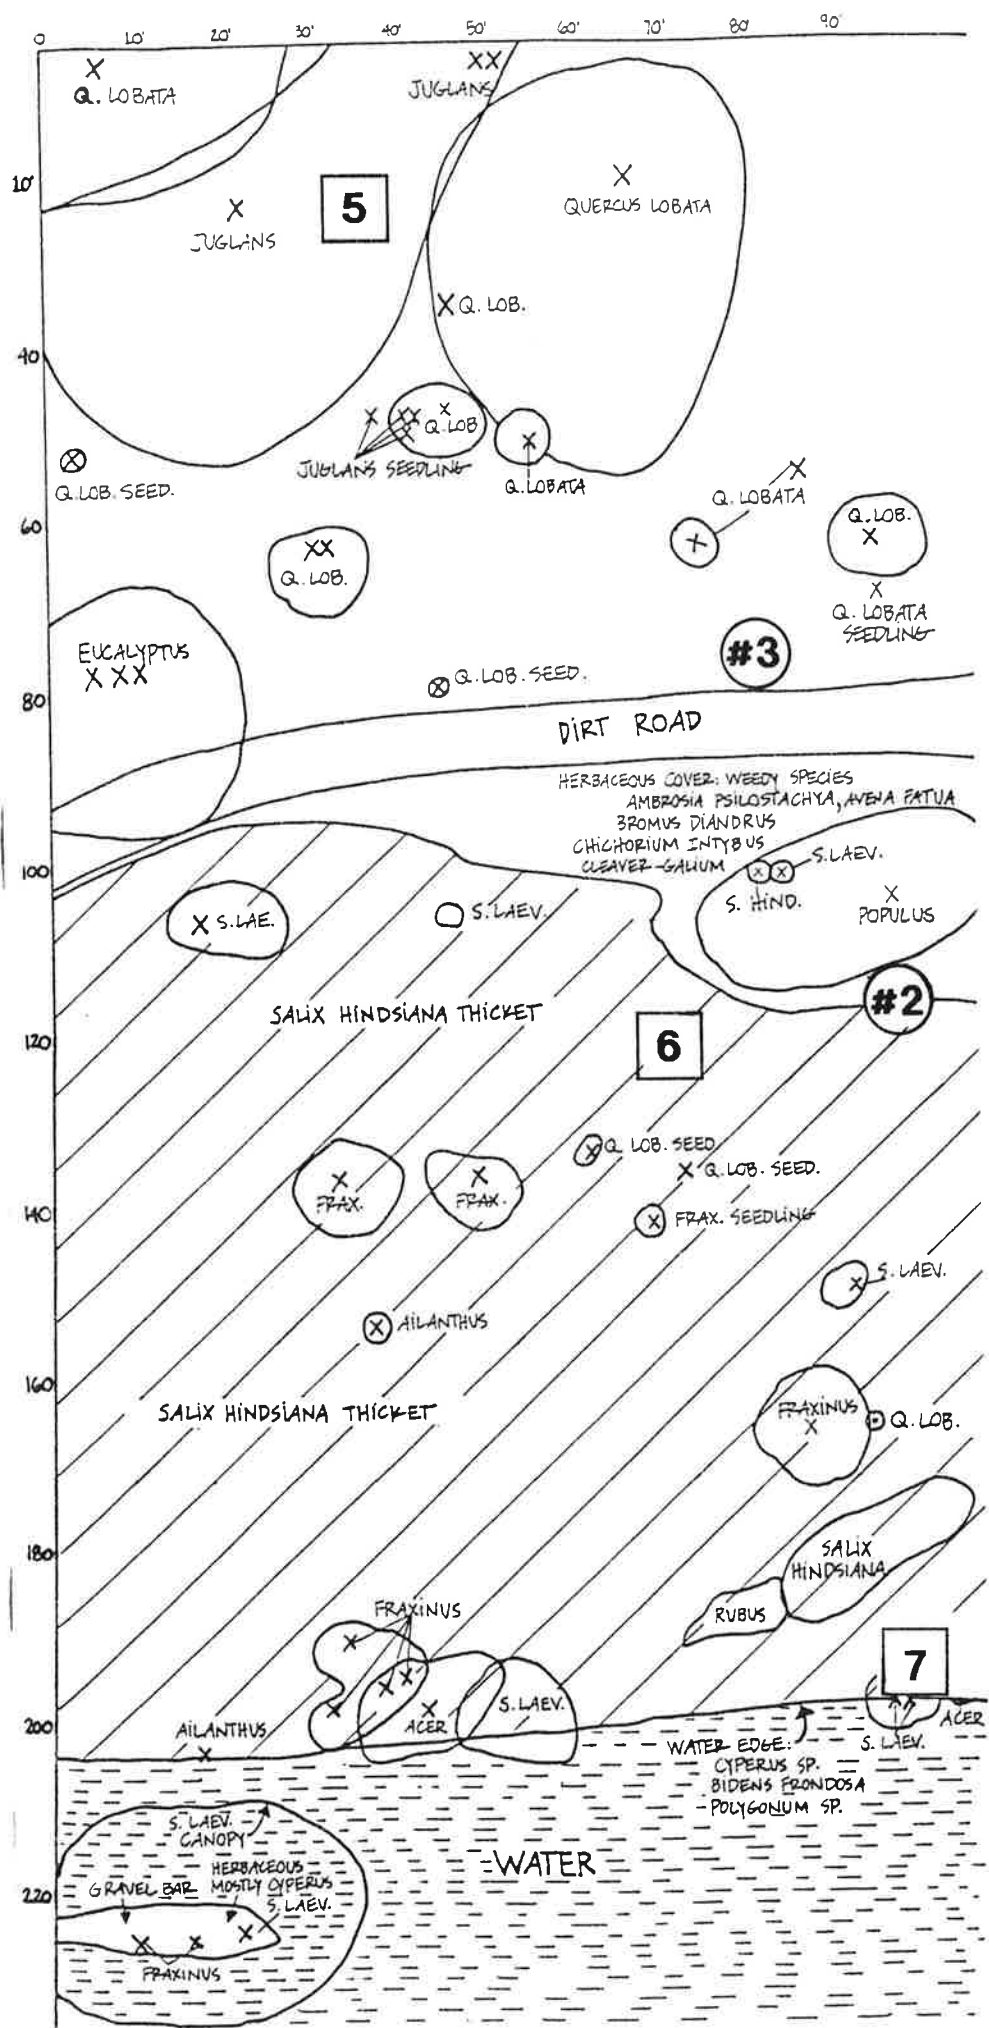 0 10' 20' 30' 40' 50' 60' 70' 80' 90'
Q. LOBATA
JUGLANS
10'
5
QUERCUS LOBATA
JUGLANS
Q. LOB.
40
Q. LOB
JUGLANS SEEDLING
Q. LOBATA
Q. LOB. SEED.
Q. LOBATA
60
Q. LOB.
Q. LOB.
Q. LOBATA
SEEDLING
#3
EUCALYPTUS
Q. LOB. SEED.
80
DIRT ROAD
HERBACEOUS COVER: WEEDY SPECIES
AMBROSIA PSILOSTACHYA, AVENA FATUA
BROMUS DIANDRUS
CHICHORIUM INTYBUS
CLEAVER-GALIUM
S. LAEV.
100
S. HIND.
POPULUS
S. LAE.
S. LAEV.
#2
SALIX HINDSIANA THICKET
120
6
Q LOB. SEED
Q. LOB. SEED.
FRAX.
FRAX.
140
FRAX. SEEDLING
S. LAEV.
AILANTHUS
160
SALIX HINDSIANA THICKET
FRAXINUS
Q. LOB.
180
SALIX
HINDSIANA
RUBUS
FRAXINUS
7
200
AILANTHUS
ACER
S. LAEV.
ACER
S. LAEV.
WATER EDGE:
CYPERUS SP.
BIDENS FRONDOSA
POLYGONUM SP.
S. LAEV.
CANOPY
WATER
HERBACEOUS
MOSTLY CYPERUS
GRAVEL BAR
220
S. LAEV.
FRAXINUS